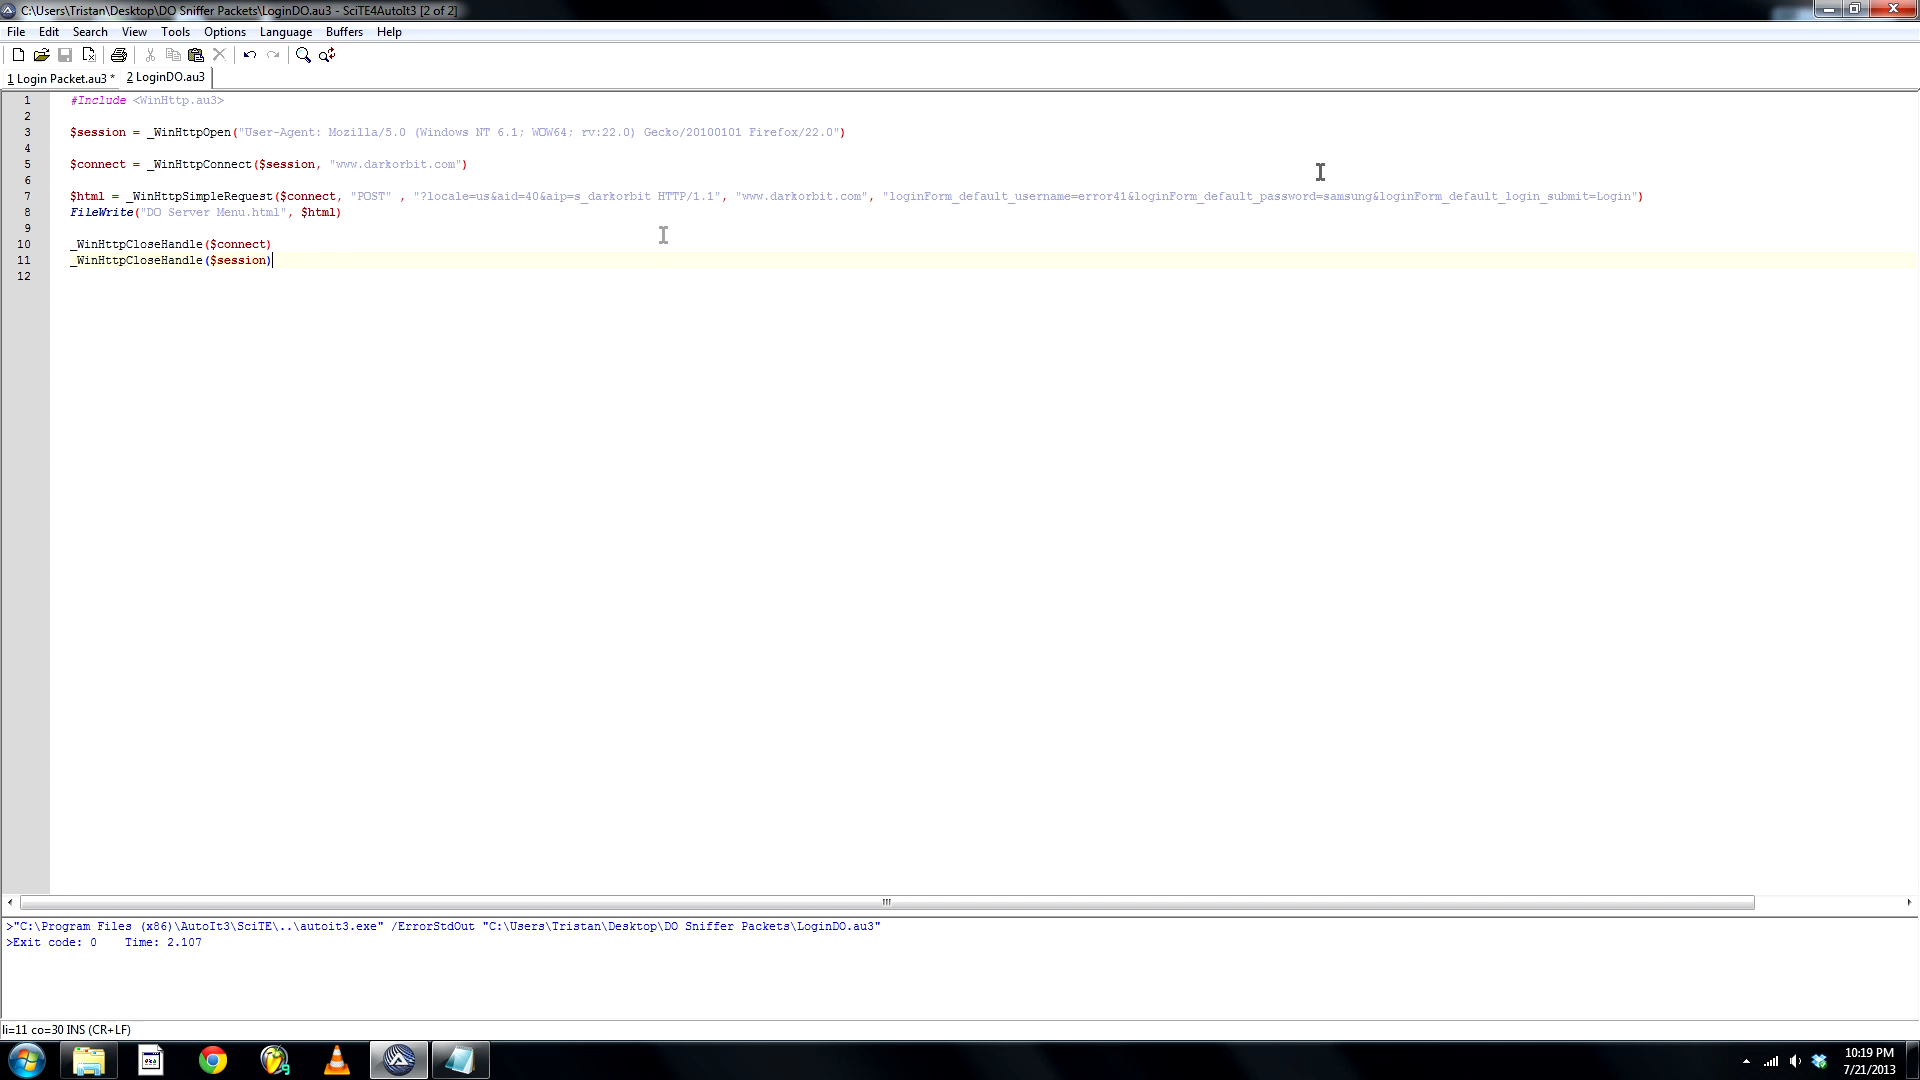 C:\Users\Tristan\Desktop\DO Sniffer Packets\LoginDO.au3 - SciTE4AutoIt3 [2 of 2]
File Edit Search View Tools Options Language Buffers Help
1 Login Packet.au3 * 2 LoginDO.au3
1 #Include <WinHttp.au3>
2
3 $session = _WinHttpOpen("User-Agent: Mozilla/5.0 (Windows NT 6.1; WOW64; rv:22.0) Gecko/20100101 Firefox/22.0")
4
5 $connect = _WinHttpConnect($session, "www.darkorbit.com")
6
7 $html = _WinHttpSimpleRequest($connect, "POST" , "?locale=us&aid=40&aip=s_darkorbit HTTP/1.1", "www.darkorbit.com", "loginForm_default_username=error41&loginForm_default_password=samsung&loginForm_default_login_submit=Login")
8 FileWrite("DO Server Menu.html", $html)
9
10 _WinHttpCloseHandle($connect)
11 _WinHttpCloseHandle($session)
12
>"C:\Program Files (x86)\AutoIt3\SciTE\..\autoit3.exe" /ErrorStdOut "C:\Users\Tristan\Desktop\DO Sniffer Packets\LoginDO.au3"
>Exit code: 0    Time: 2.107
li=11 co=30 INS (CR+LF)
10:19 PM
7/21/2013